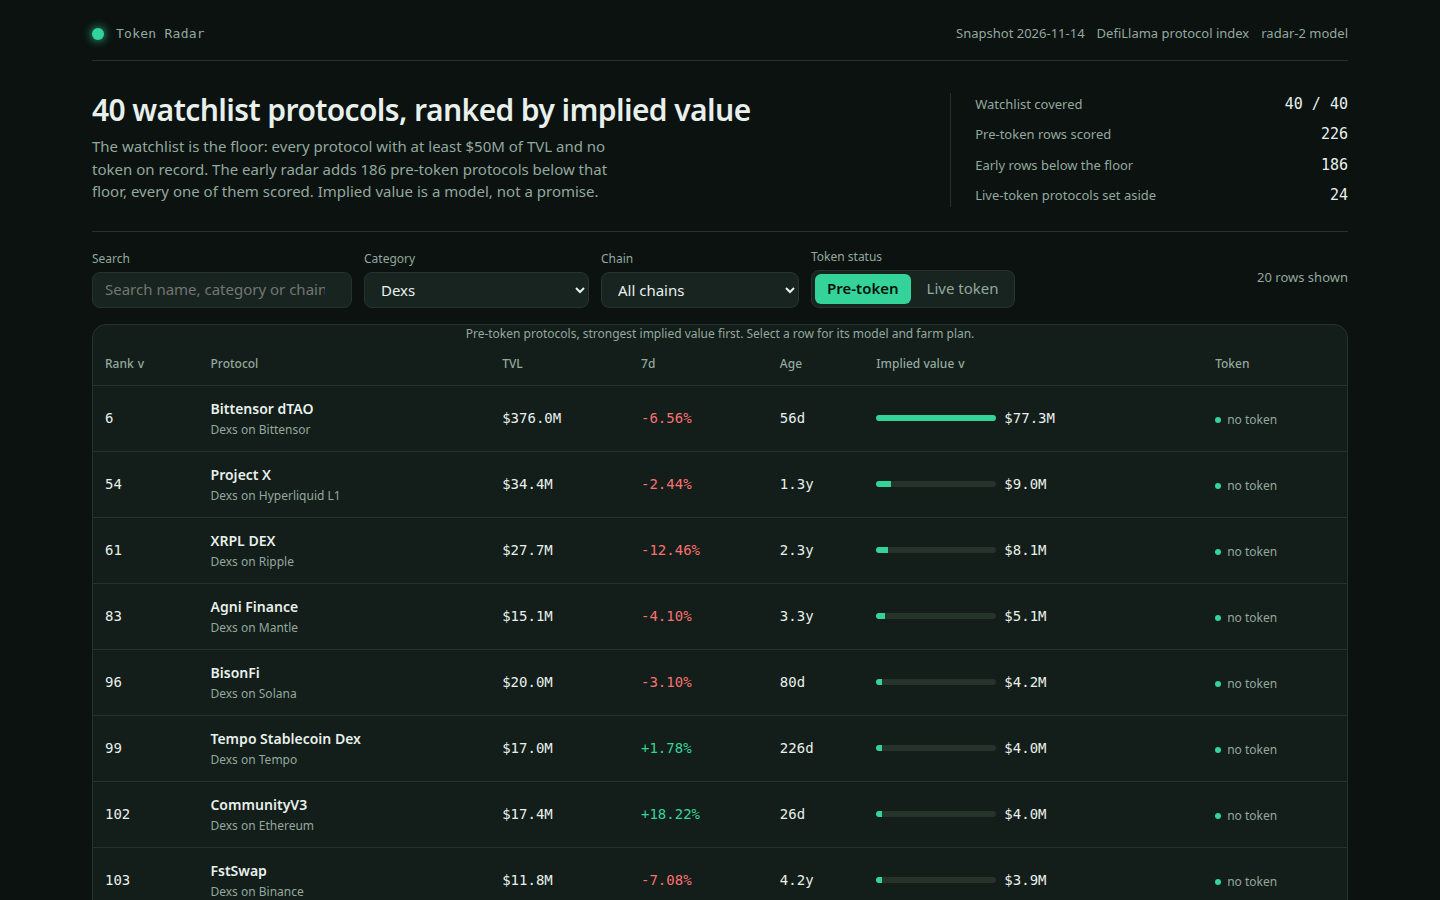 Token Radar
Snapshot 2026-11-14 DefiLlama protocol index radar-2 model
40 watchlist protocols, ranked by implied value
The watchlist is the floor: every protocol with at least $50M of TVL and no
token on record. The early radar adds 186 pre-token protocols below that
floor, every one of them scored. Implied value is a model, not a promise.
Watchlist covered 40 / 40
Pre-token rows scored 226
Early rows below the floor 186
Live-token protocols set aside 24
Search Category Chain Token status
Search name, category or chain Dexs All chains Pre-token Live token 20 rows shown
Pre-token protocols, strongest implied value first. Select a row for its model and farm plan.
Rank v Protocol TVL 7d Age Implied value v Token
6 Bittensor dTAO $376.0M -6.56% 56d $77.3M no token
Dexs on Bittensor
54 Project X $34.4M -2.44% 1.3y $9.0M no token
Dexs on Hyperliquid L1
61 XRPL DEX $27.7M -12.46% 2.3y $8.1M no token
Dexs on Ripple
83 Agni Finance $15.1M -4.10% 3.3y $5.1M no token
Dexs on Mantle
96 BisonFi $20.0M -3.10% 80d $4.2M no token
Dexs on Solana
99 Tempo Stablecoin Dex $17.0M +1.78% 226d $4.0M no token
Dexs on Tempo
102 CommunityV3 $17.4M +18.22% 26d $4.0M no token
Dexs on Ethereum
103 FstSwap $11.8M -7.08% 4.2y $3.9M no token
Dexs on Binance